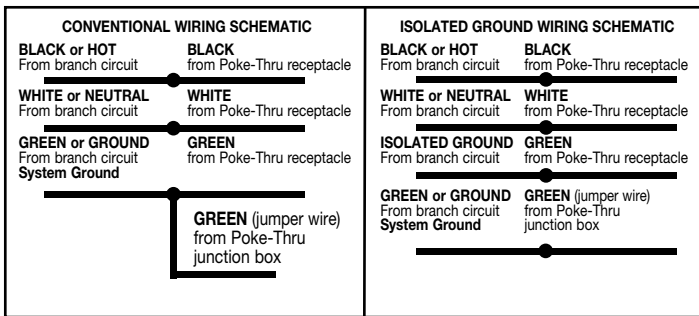 CONVENTIONAL WIRING SCHEMATIC
BLACK or HOT BLACK
From branch circuit from Poke-Thru receptacle
WHITE or NEUTRAL WHITE
From branch circuit from Poke-Thru receptacle
GREEN or GROUND GREEN
From branch circuit from Poke-Thru receptacle
System Ground
GREEN (jumper wire)
from Poke-Thru
junction box
ISOLATED GROUND WIRING SCHEMATIC
BLACK or HOT BLACK
From branch circuit from Poke-Thru receptacle
WHITE or NEUTRAL WHITE
From branch circuit from Poke-Thru receptacle
ISOLATED GROUND GREEN
From branch circuit from Poke-Thru receptacle
GREEN or GROUND GREEN (jumper wire)
From branch circuit from Poke-Thru
System Ground junction box